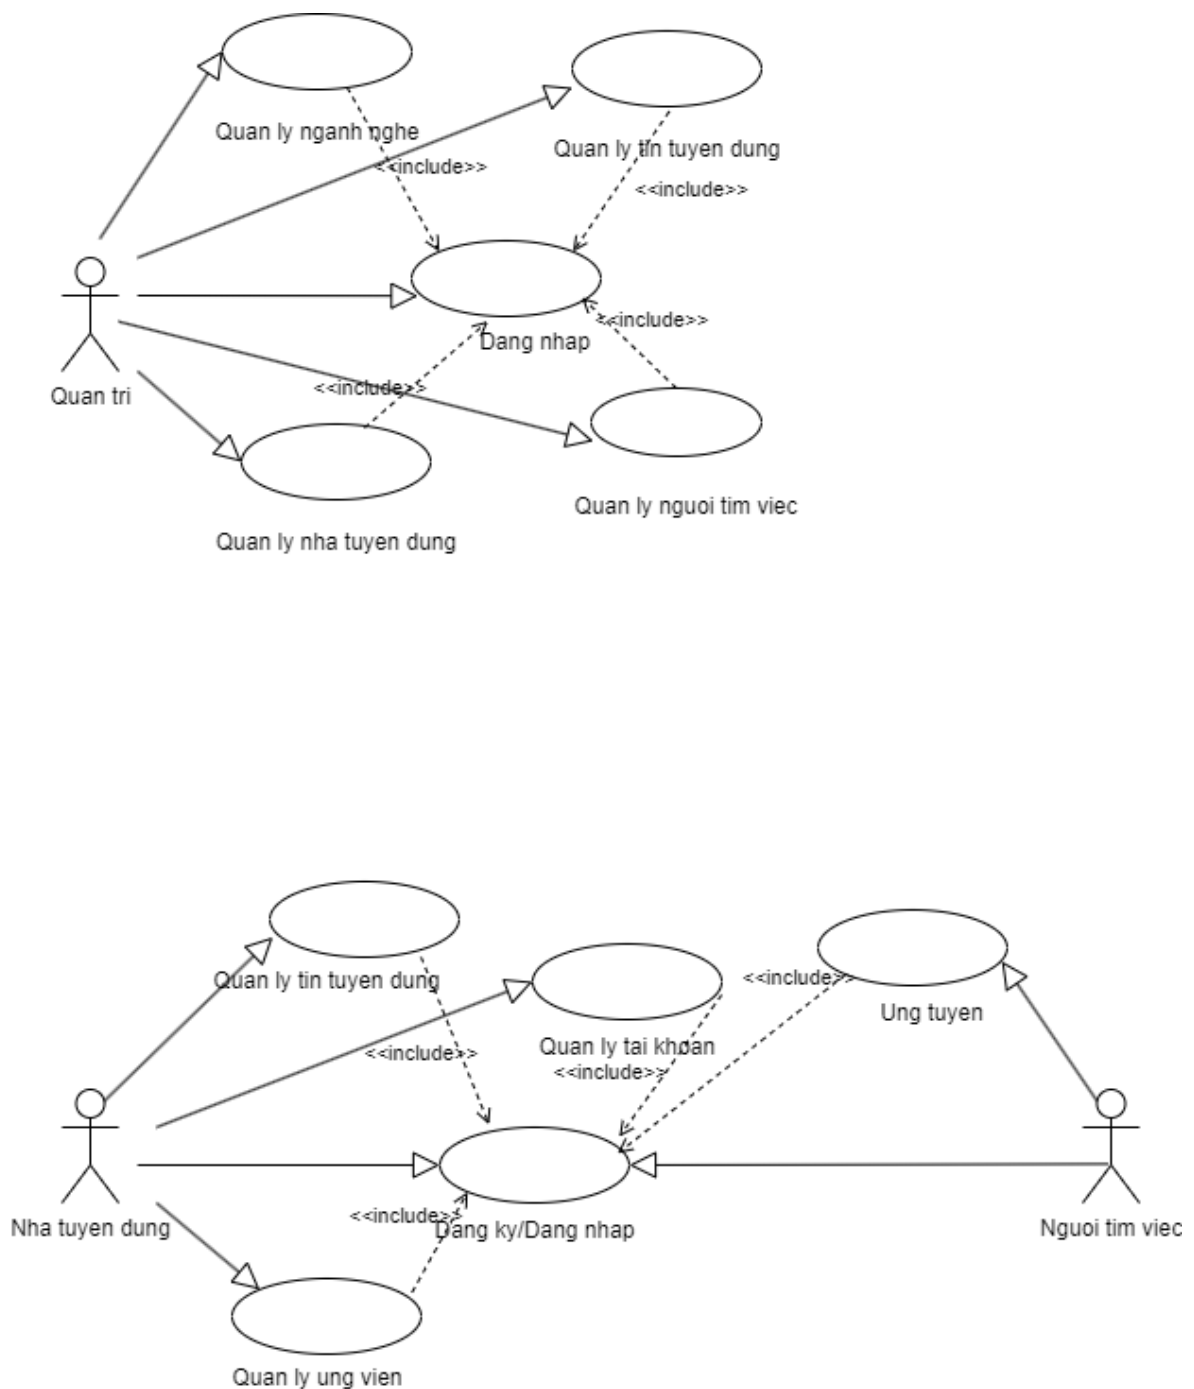 Quan ly nganh nghe
Quan ly tin tuyen dung
<<include>>
<<include>>
<<include>>
Dang nhap
<<include>>
Quan tri
Quan ly nguoi tim viec
Quan ly nha tuyen dung
Quan ly tin tuyen dung
<<include>>
Ung tuyen
Quan ly tai khoan
<<include>>
<<include>>
<<include>>
Dang ky/Dang nhap
Nha tuyen dung
Nguoi tim viec
Quan ly ung vien